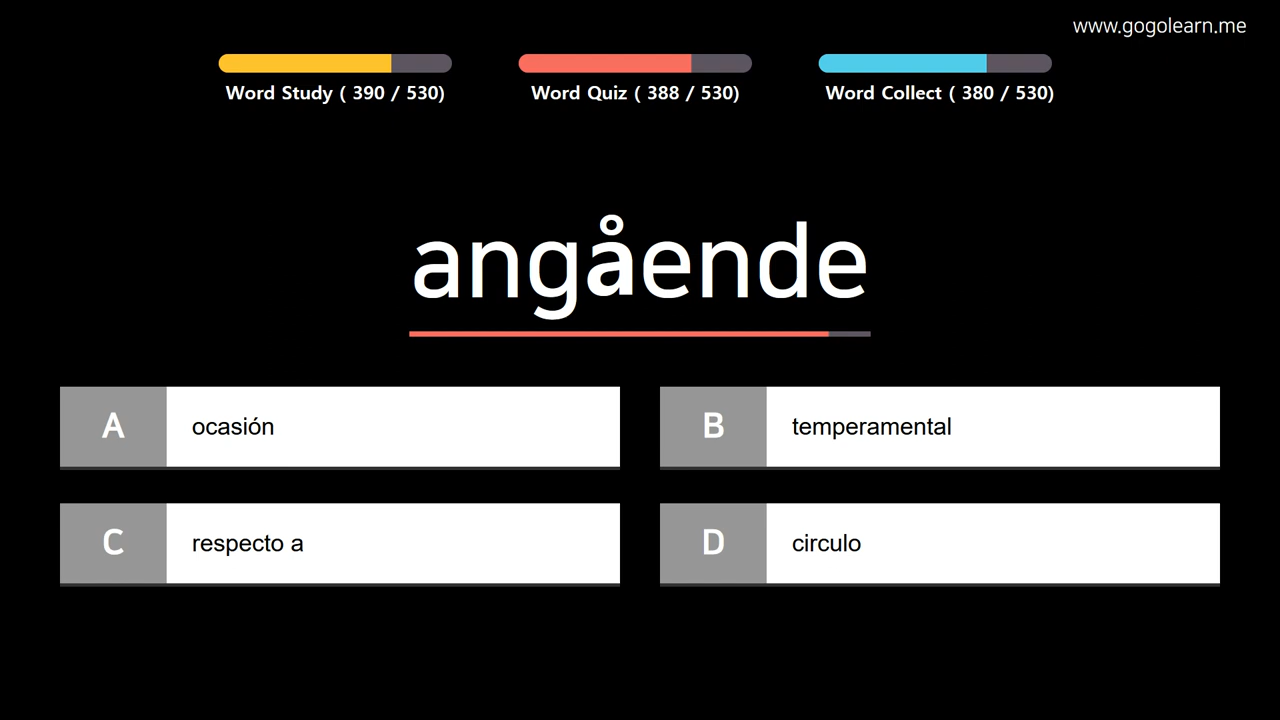 www.gogolearn.me
Word Study ( 390 / 530)
Word Quiz ( 388 / 530)
Word Collect ( 380 / 530)
angående
A
ocasión
B
temperamental
C
respecto a
D
circulo